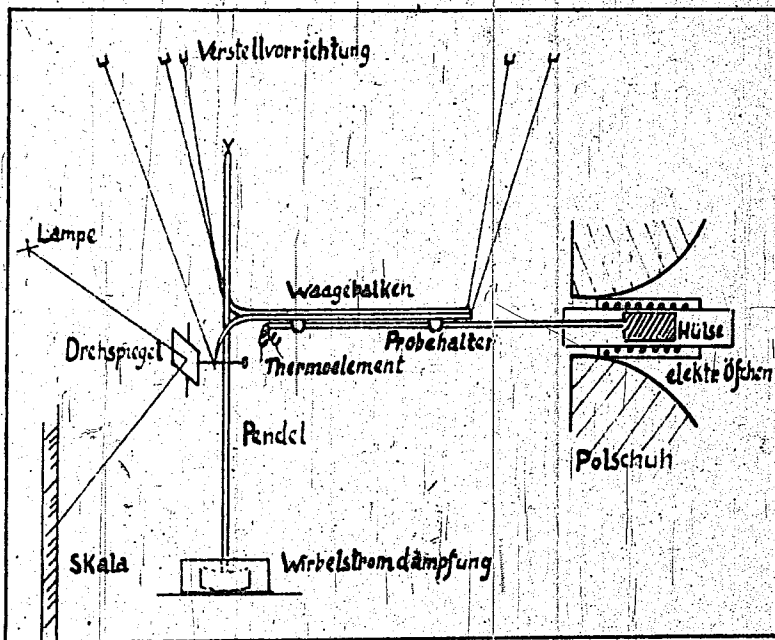 Verstellvorrichtung
Lampe
Waagebalken
Drehspiegel
Thermoelement
Probehalter
Hülse
elektr Öfchen
Pendel
Polschuh
Skala
Wirbelstromdämpfung